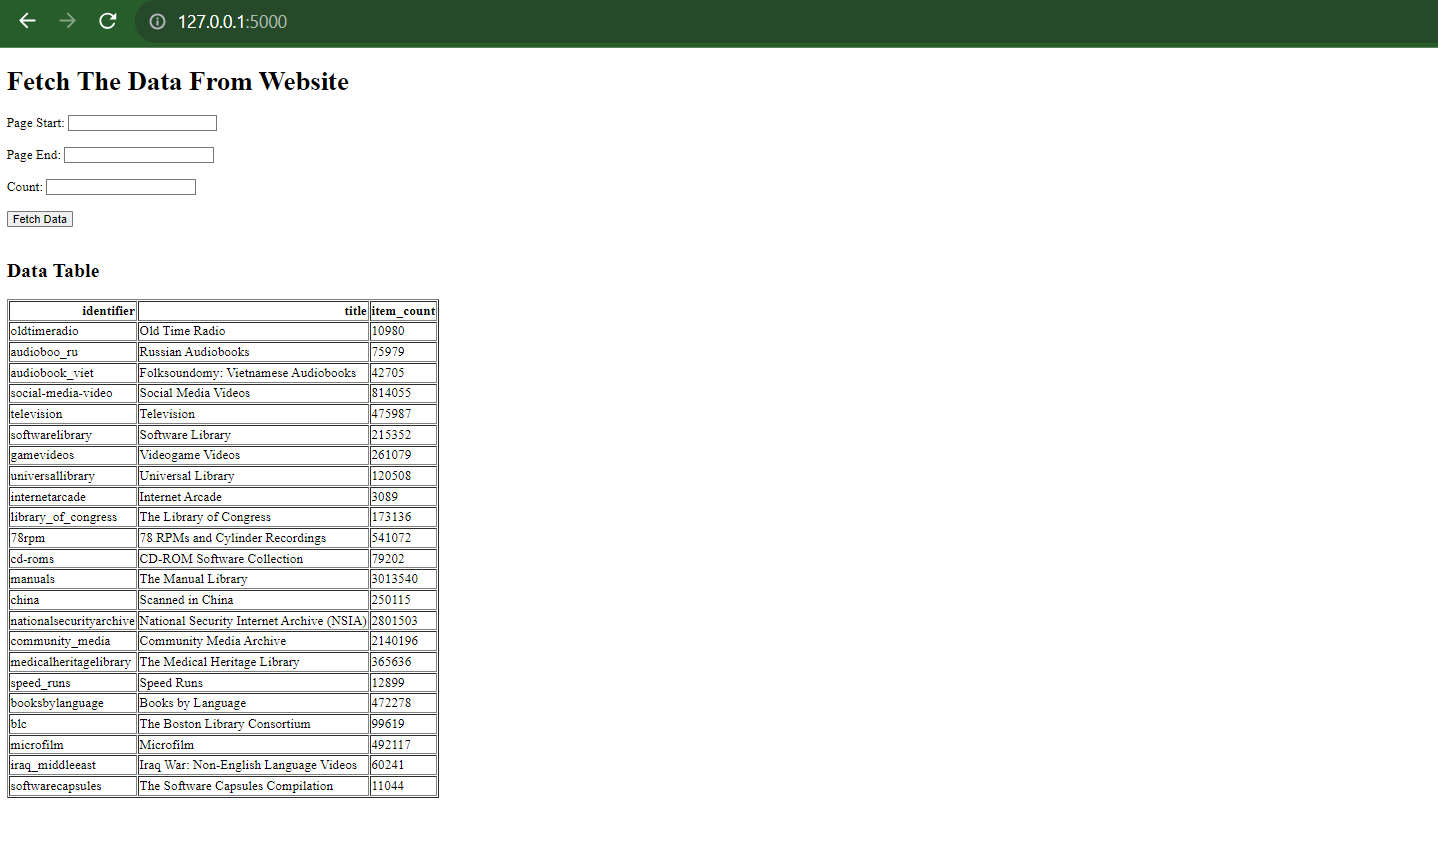 127.0.0.1:5000
Fetch The Data From Website
Page Start:
Page End:
Count:
Fetch Data
Data Table
identifier title item_count
oldtimeradio Old Time Radio 10980
audioboo_ru Russian Audiobooks 75979
audiobook_viet Folksoundomy: Vietnamese Audiobooks 42705
social-media-video Social Media Videos 814055
television Television 475987
softwarelibrary Software Library 215352
gamevideos Videogame Videos 261079
universallibrary Universal Library 120508
internetarcade Internet Arcade 3089
library_of_congress The Library of Congress 173136
78rpm 78 RPMs and Cylinder Recordings 541072
cd-roms CD-ROM Software Collection 79202
manuals The Manual Library 3013540
china Scanned in China 250115
nationalsecurityarchive National Security Internet Archive (NSIA) 2801503
community_media Community Media Archive 2140196
medicalheritagelibrary The Medical Heritage Library 365636
speed_runs Speed Runs 12899
booksbylanguage Books by Language 472278
blc The Boston Library Consortium 99619
microfilm Microfilm 492117
iraq_middleeast Iraq War: Non-English Language Videos 60241
softwarecapsules The Software Capsules Compilation 11044